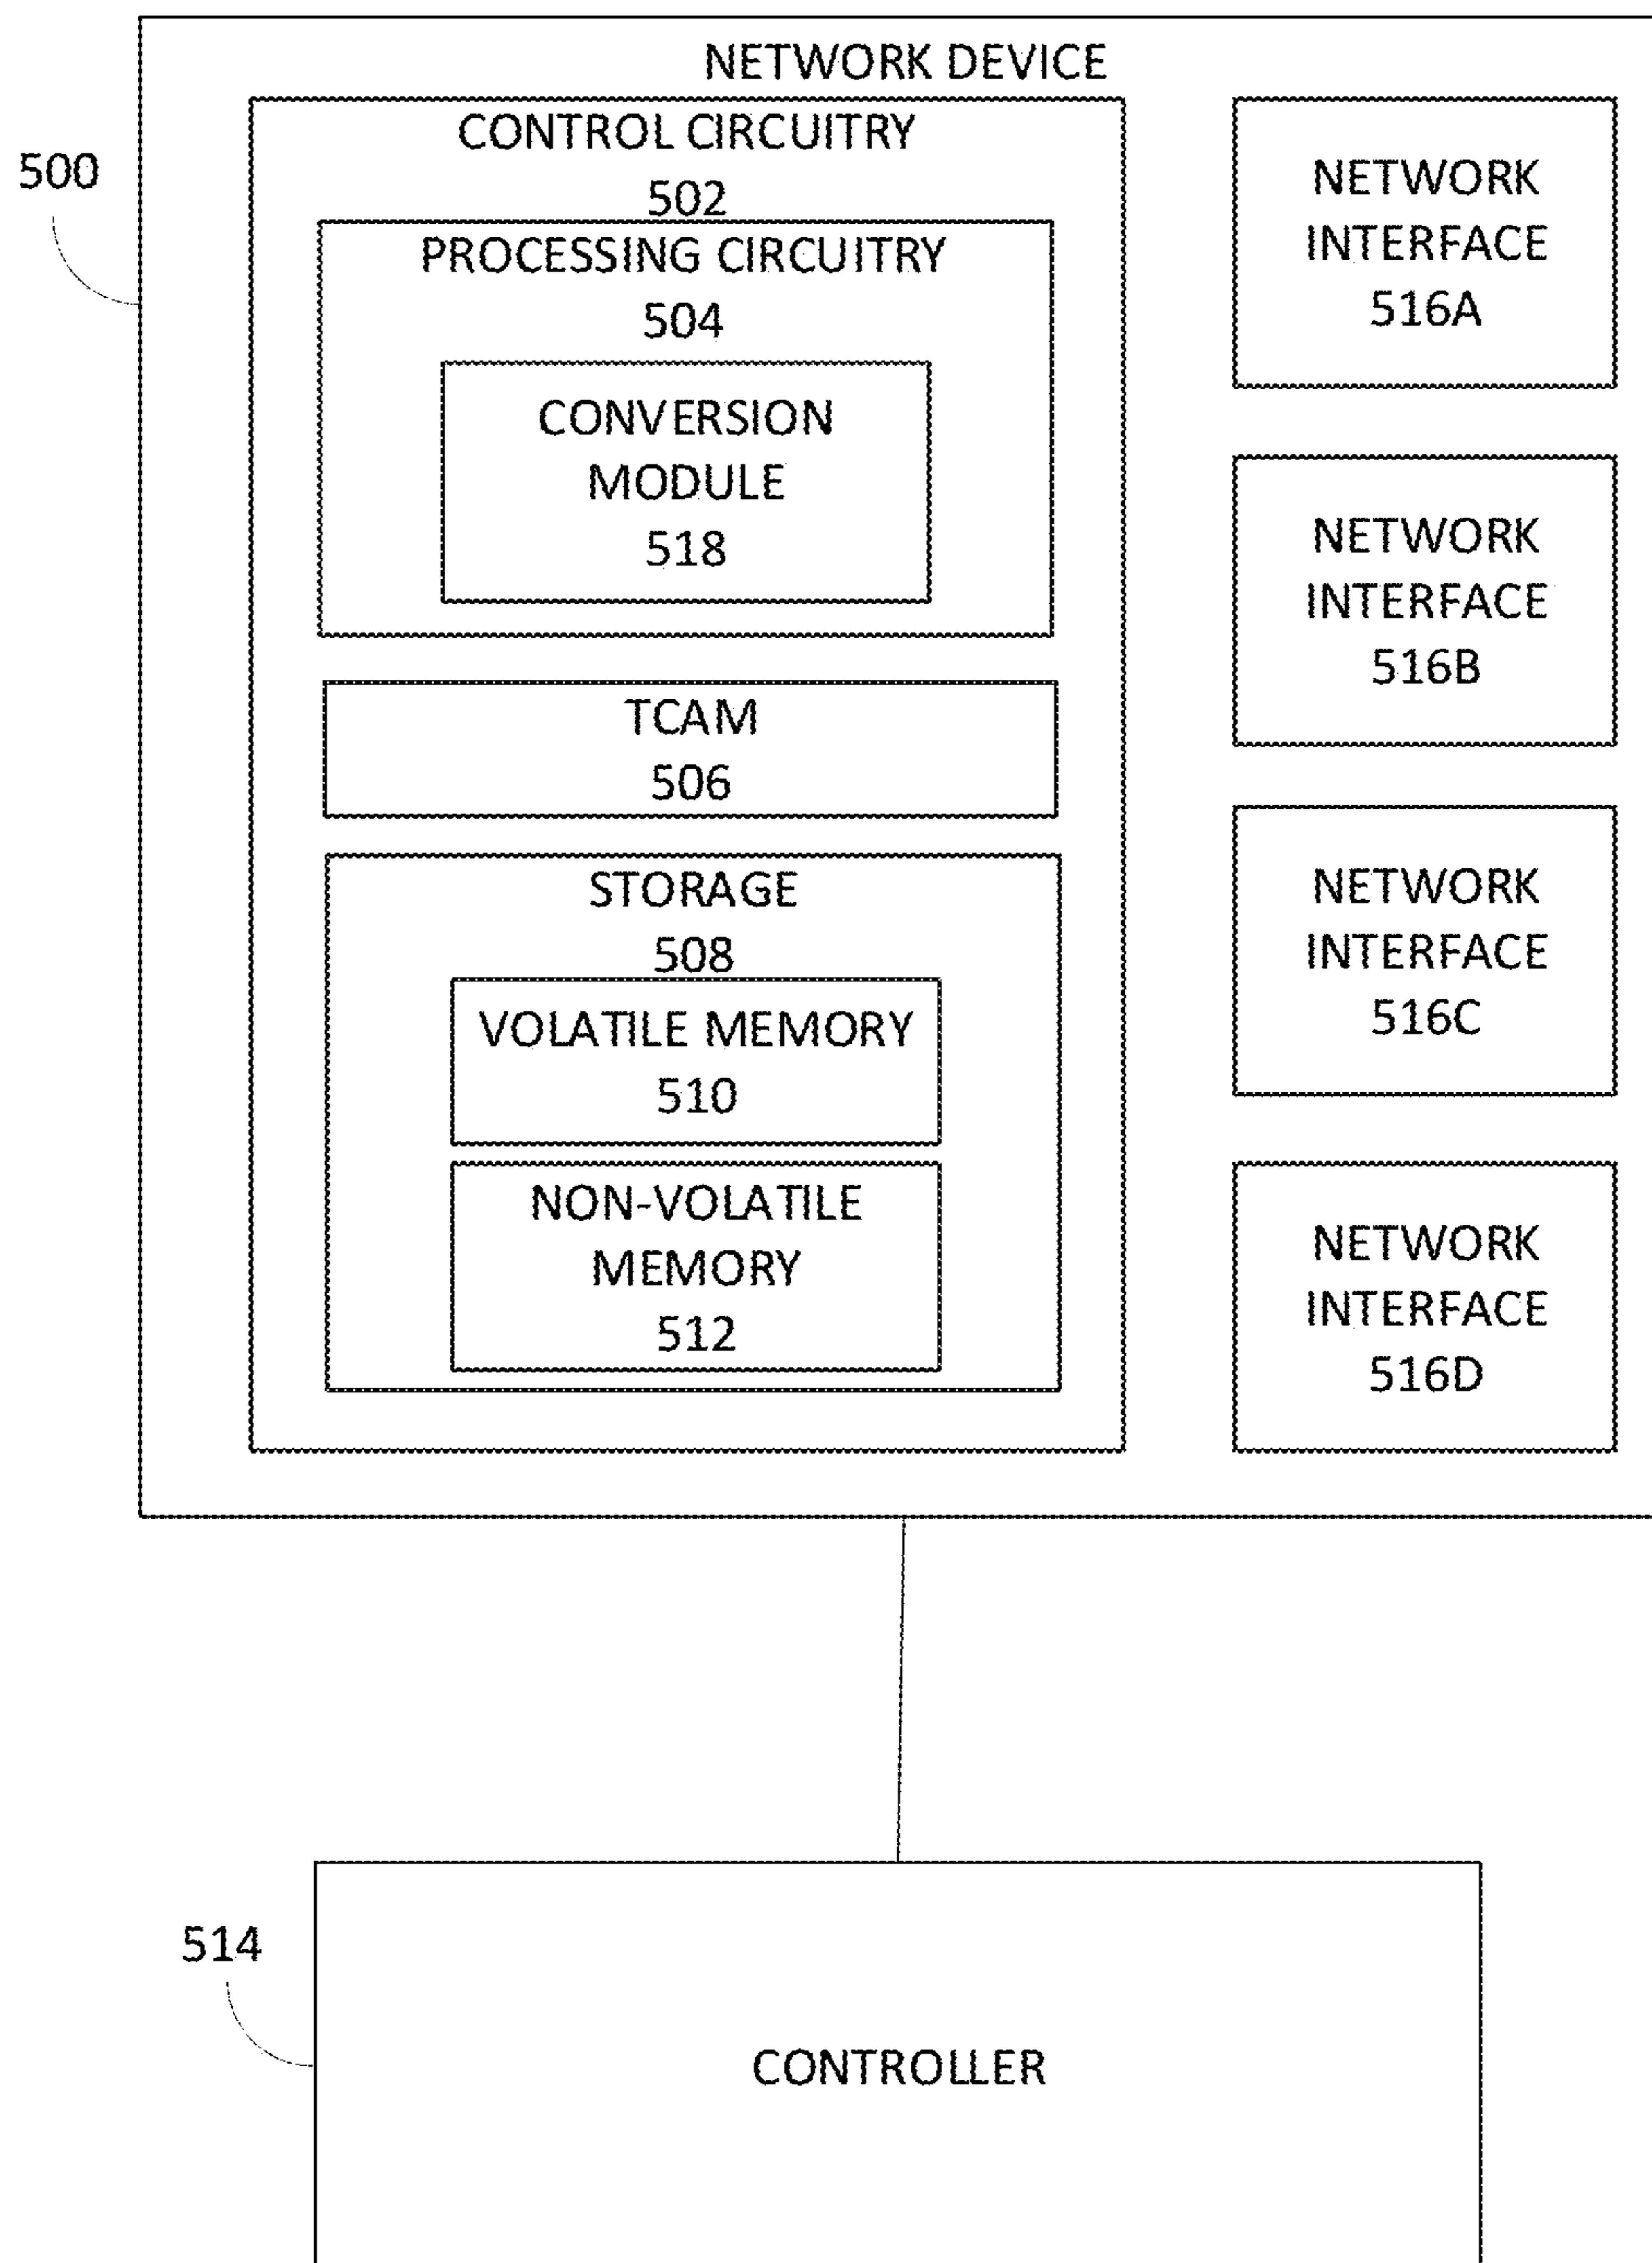 NETWORK DEVICE
500
CONTROL CIRCUITRY
502
PROCESSING CIRCUITRY
504
CONVERSION
MODULE
518
TCAM
506
STORAGE
508
VOLATILE MEMORY
510
NON-VOLATILE
MEMORY
512
NETWORK
INTERFACE
516A
NETWORK
INTERFACE
516B
NETWORK
INTERFACE
516C
NETWORK
INTERFACE
516D
514
CONTROLLER